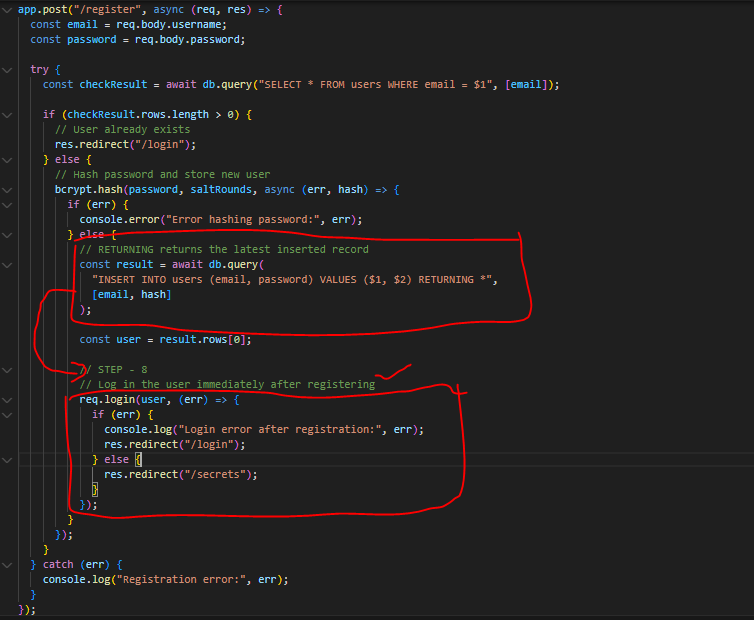 app.post("/register", async (req, res) => {
const email = req.body.username;
const password = req.body.password;
try {
const checkResult = await db.query("SELECT * FROM users WHERE email = $1", [email]);
if (checkResult.rows.length > 0) {
// User already exists
res.redirect("/login");
} else {
// Hash password and store new user
bcrypt.hash(password, saltRounds, async (err, hash) => {
if (err) {
console.error("Error hashing password:", err);
} else {
// RETURNING returns the latest inserted record
const result = await db.query(
"INSERT INTO users (email, password) VALUES ($1, $2) RETURNING *",
[email, hash]
);
const user = result.rows[0];
// STEP - 8
// Log in the user immediately after registering
req.login(user, (err) => {
if (err) {
console.log("Login error after registration:", err);
res.redirect("/login");
} else {
res.redirect("/secrets");
}
});
}
});
}
} catch (err) {
console.log("Registration error:", err);
}
});